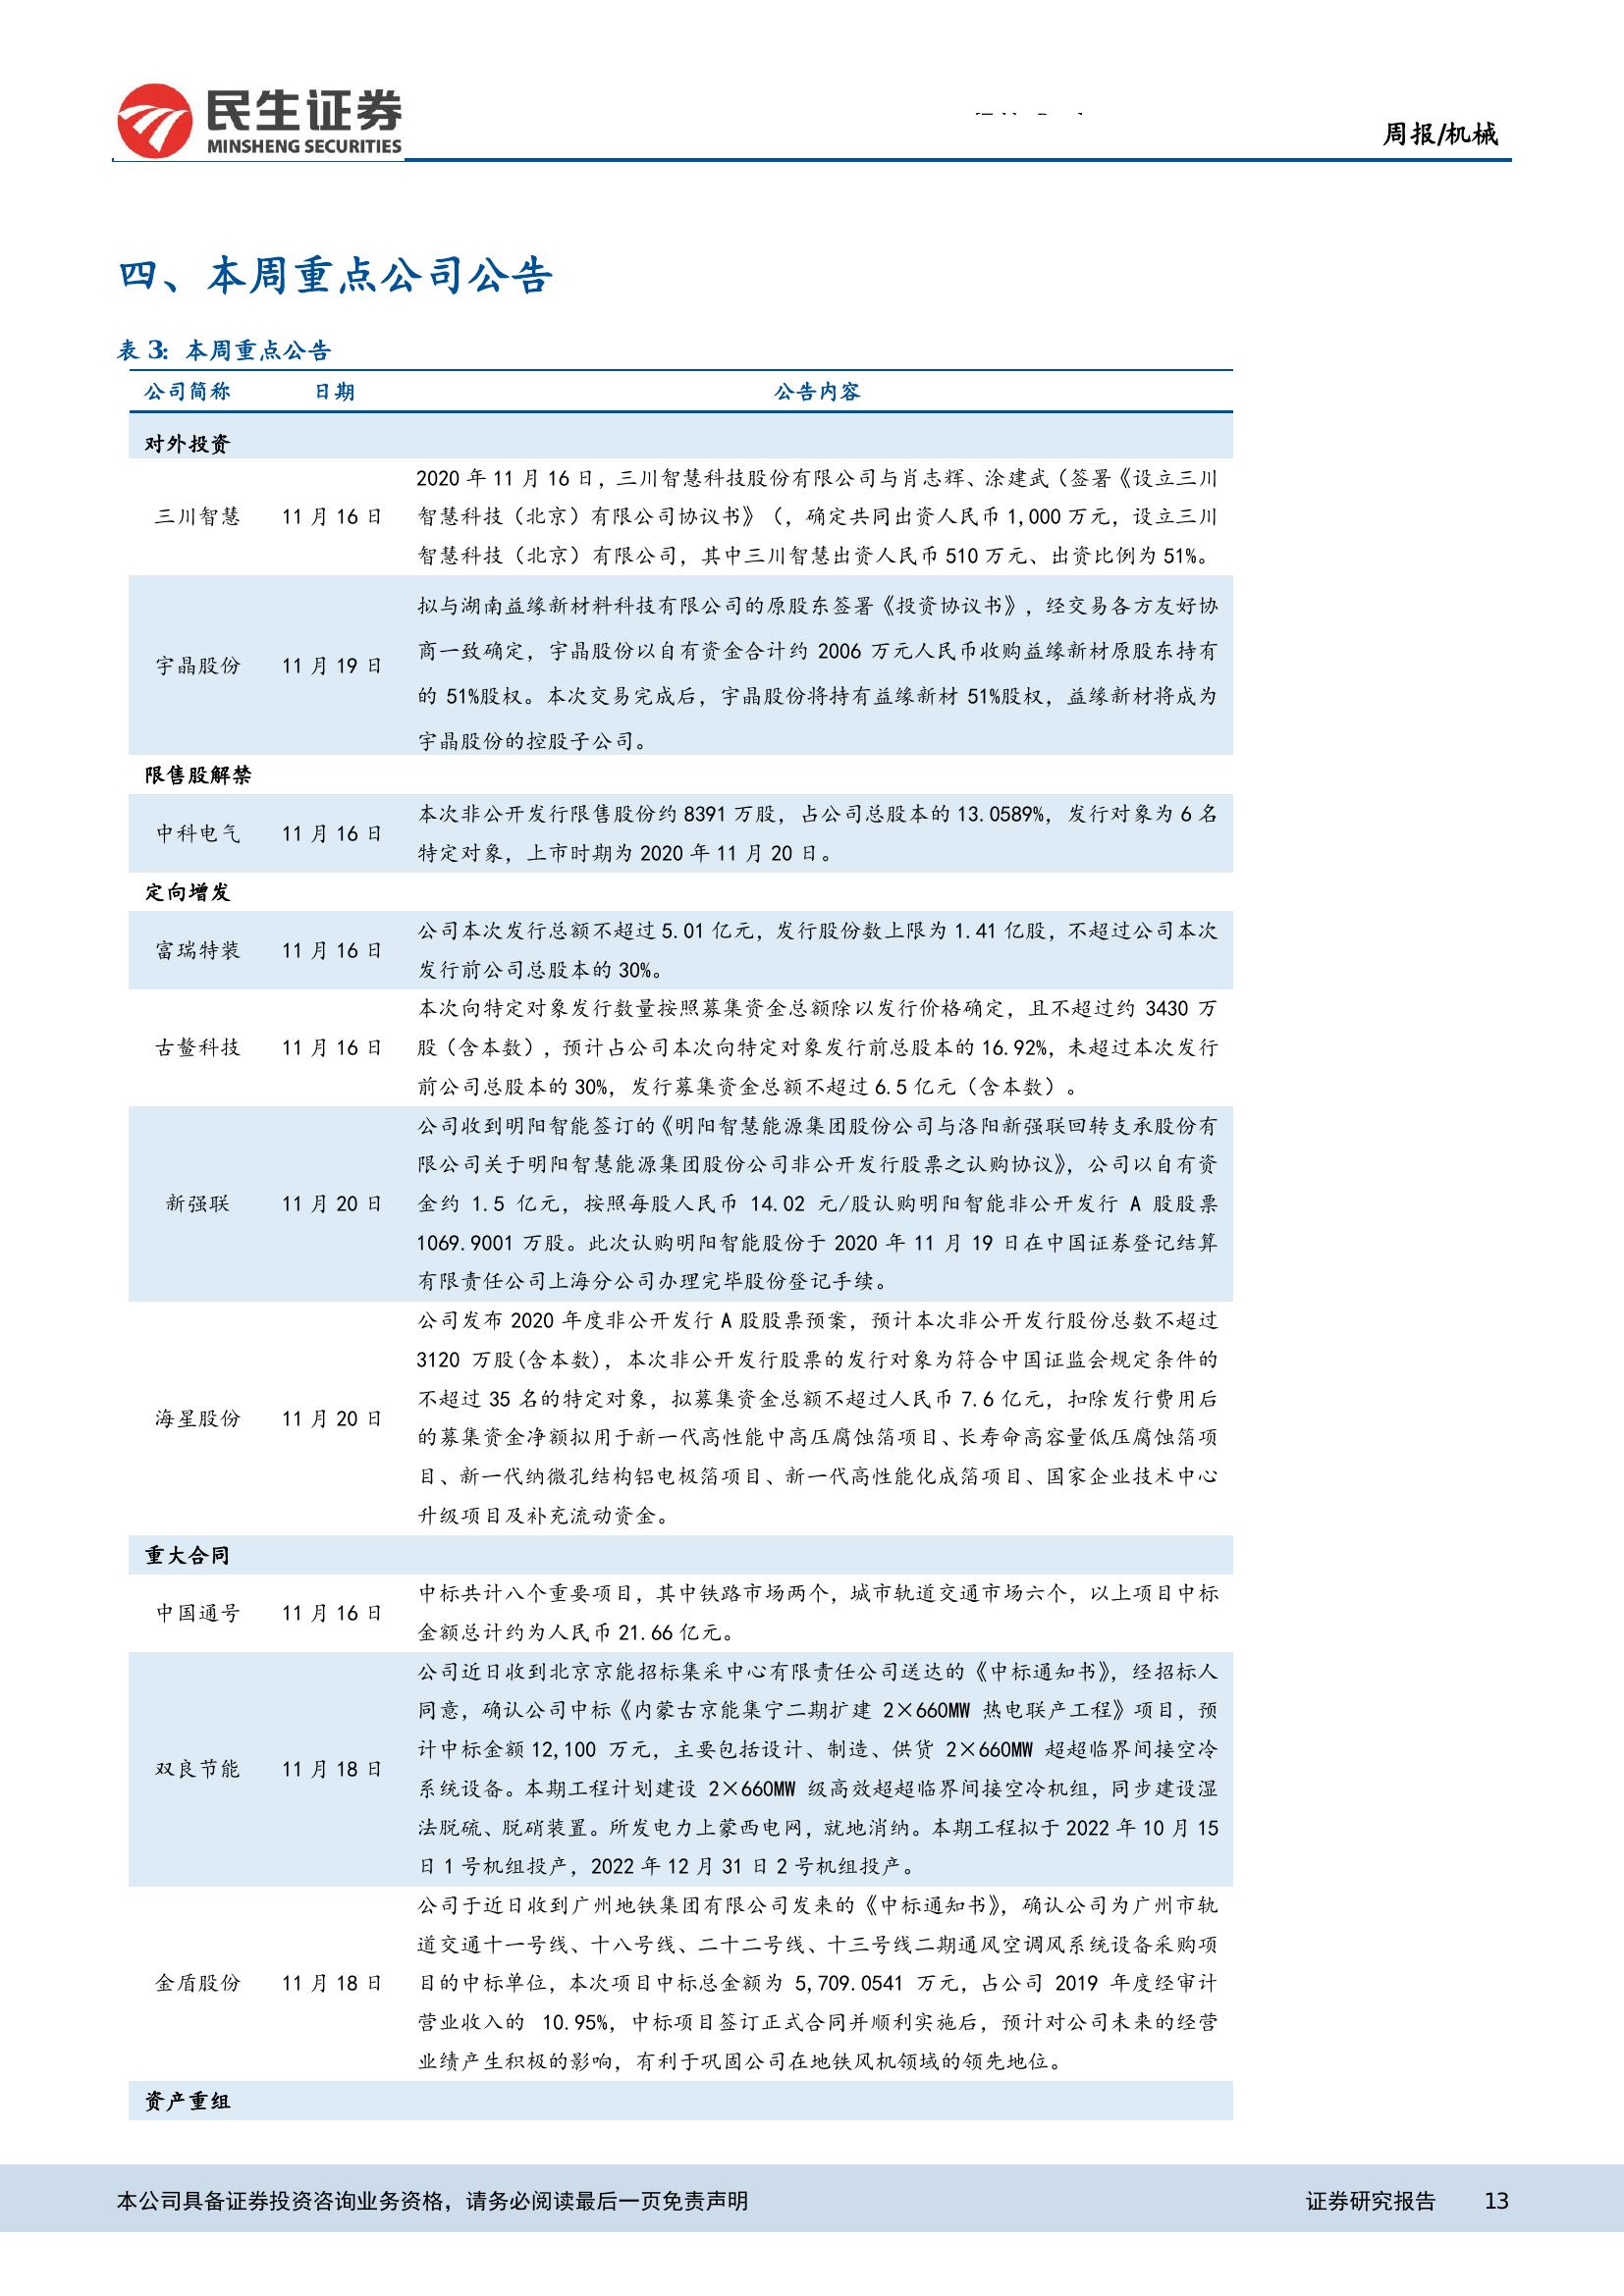 民生证券
MINSHENG SECURITIES
周报/机械
四、本周重点公司公告
表 3：本周重点公告
公司简称 日期 公告内容
对外投资
2020 年 11 月 16 日，三川智慧科技股份有限公司与肖志辉、涂建武（签署《设立三川
三川智慧 11 月 16 日 智慧科技（北京）有限公司协议书》（，确定共同出资人民币 1,000 万元，设立三川
智慧科技（北京）有限公司，其中三川智慧出资人民币 510 万元、出资比例为 51%。
拟与湖南益缘新材料科技有限公司的原股东签署《投资协议书》，经交易各方友好协
商一致确定，宇晶股份以自有资金合计约 2006 万元人民币收购益缘新材原股东持有
宇晶股份 11 月 19 日
的 51%股权。本次交易完成后，宇晶股份将持有益缘新材 51%股权，益缘新材将成为
宇晶股份的控股子公司。
限售股解禁
本次非公开发行限售股份约 8391 万股，占公司总股本的 13.0589%，发行对象为 6 名
中科电气 11 月 16 日
特定对象，上市时期为 2020 年 11 月 20 日。
定向增发
公司本次发行总额不超过 5.01 亿元，发行股份数上限为 1.41 亿股，不超过公司本次
富瑞特装 11 月 16 日
发行前公司总股本的 30%。
本次向特定对象发行数量按照募集资金总额除以发行价格确定，且不超过约 3430 万
古鳌科技 11 月 16 日 股（含本数），预计占公司本次向特定对象发行前总股本的 16.92%，未超过本次发行
前公司总股本的 30%，发行募集资金总额不超过 6.5 亿元（含本数）。
公司收到明阳智能签订的《明阳智慧能源集团股份公司与洛阳新强联回转支承股份有
限公司关于明阳智慧能源集团股份公司非公开发行股票之认购协议》，公司以自有资
新强联 11 月 20 日 金约 1.5 亿元，按照每股人民币 14.02 元/股认购明阳智能非公开发行 A 股股票
1069.9001 万股。此次认购明阳智能股份于 2020 年 11 月 19 日在中国证券登记结算
有限责任公司上海分公司办理完毕股份登记手续。
公司发布 2020 年度非公开发行 A 股股票预案，预计本次非公开发行股份总数不超过
3120 万股(含本数)，本次非公开发行股票的发行对象为符合中国证监会规定条件的
不超过 35 名的特定对象，拟募集资金总额不超过人民币 7.6 亿元，扣除发行费用后
海星股份 11 月 20 日
的募集资金净额拟用于新一代高性能中高压腐蚀箔项目、长寿命高容量低压腐蚀箔项
目、新一代纳微孔结构铝电极箔项目、新一代高性能化成箔项目、国家企业技术中心
升级项目及补充流动资金。
重大合同
中标共计八个重要项目，其中铁路市场两个，城市轨道交通市场六个，以上项目中标
中国通号 11 月 16 日
金额总计约为人民币 21.66 亿元。
公司近日收到北京京能招标集采中心有限责任公司送达的《中标通知书》，经招标人
同意，确认公司中标《内蒙古京能集宁二期扩建 2×660MW 热电联产工程》项目，预
计中标金额 12,100 万元，主要包括设计、制造、供货 2×660MW 超超临界间接空冷
双良节能 11 月 18 日
系统设备。本期工程计划建设 2×660MW 级高效超超临界间接空冷机组，同步建设湿
法脱硫、脱硝装置。所发电力上蒙西电网，就地消纳。本期工程拟于 2022 年 10 月 15
日 1 号机组投产，2022 年 12 月 31 日 2 号机组投产。
公司于近日收到广州地铁集团有限公司发来的《中标通知书》，确认公司为广州市轨
道交通十一号线、十八号线、二十二号线、十三号线二期通风空调风系统设备采购项
金盾股份 11 月 18 日 目的中标单位，本次项目中标总金额为 5,709.0541 万元，占公司 2019 年度经审计
营业收入的 10.95%，中标项目签订正式合同并顺利实施后，预计对公司未来的经营
业绩产生积极的影响，有利于巩固公司在地铁风机领域的领先地位。
资产重组
本公司具备证券投资咨询业务资格，请务必阅读最后一页免责声明 证券研究报告 13